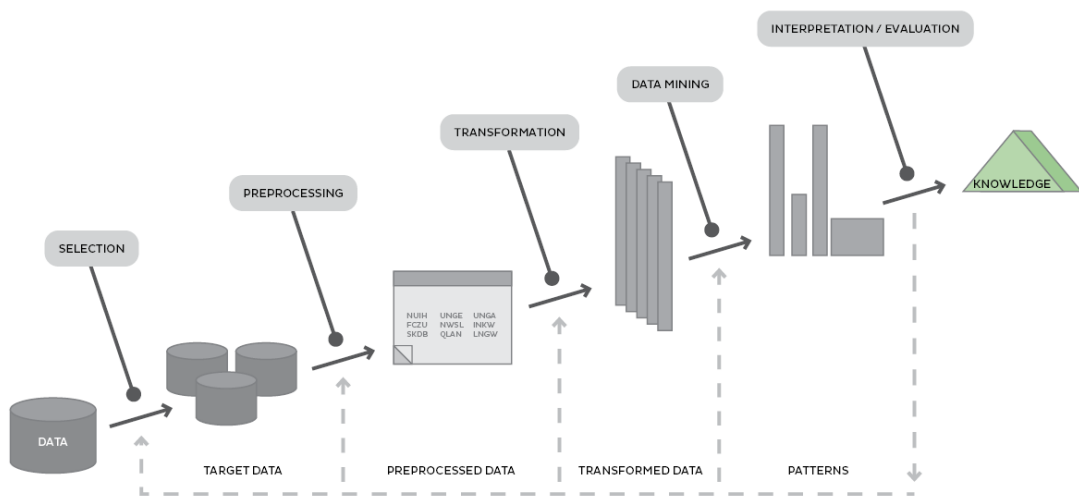 INTERPRETATION / EVALUATION
DATA MINING
TRANSFORMATION
PREPROCESSING
SELECTION
KNOWLEDGE
NUIH UNGE UNGA
FCZU NWSL INKW
SKDB QLAN LNGW
DATA
TARGET DATA
PREPROCESSED DATA
TRANSFORMED DATA
PATTERNS